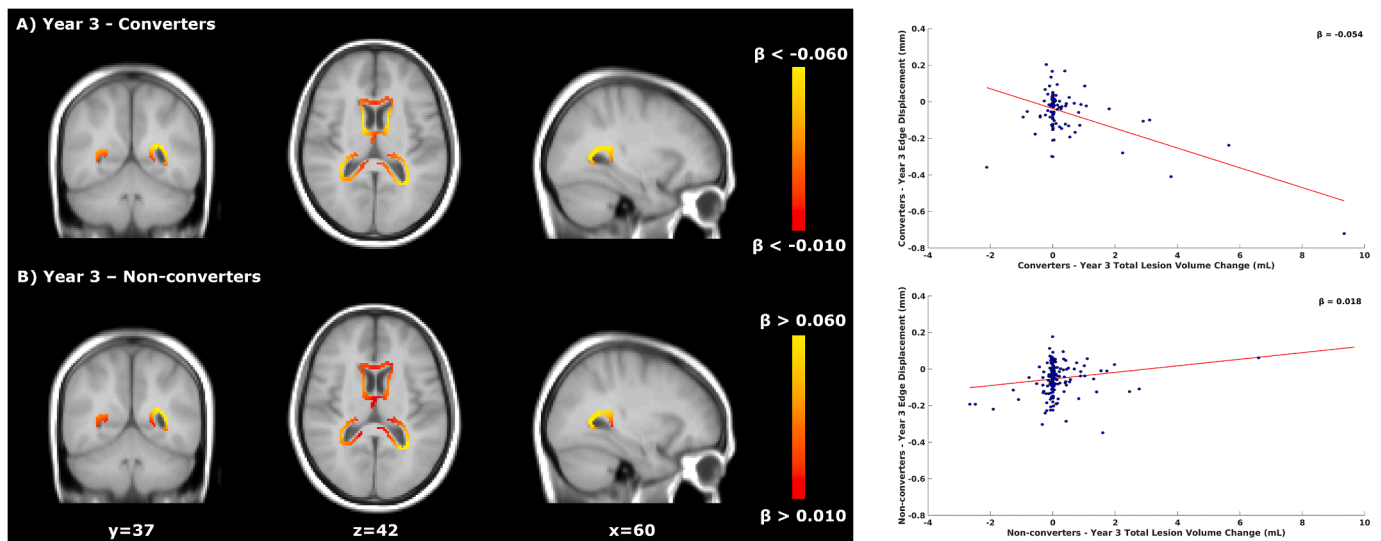 A) Year 3 - Converters
β < -0.060
β < -0.010
B) Year 3 – Non-converters
β > 0.060
β > 0.010
y=37
z=42
x=60
β = -0.054
Converters - Year 3 Edge Displacement (mm)
0.4
0.2
0
-0.2
-0.4
-0.6
-0.8
-4
-2
0
2
4
6
8
10
Converters - Year 3 Total Lesion Volume Change (mL)
β = 0.018
Non-converters - Year 3 Edge Displacement (mm)
0.4
0.2
0
-0.2
-0.4
-0.6
-0.8
-4
-2
0
2
4
6
8
10
Non-converters - Year 3 Total Lesion Volume Change (mL)